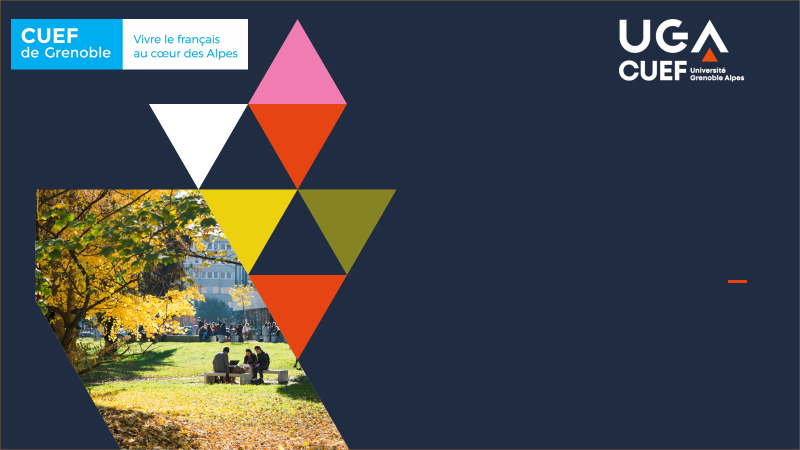 CUEF
de Grenoble
Vivre le français
au cœur des Alpes
UGA
CUEF Université
Grenoble Alpes